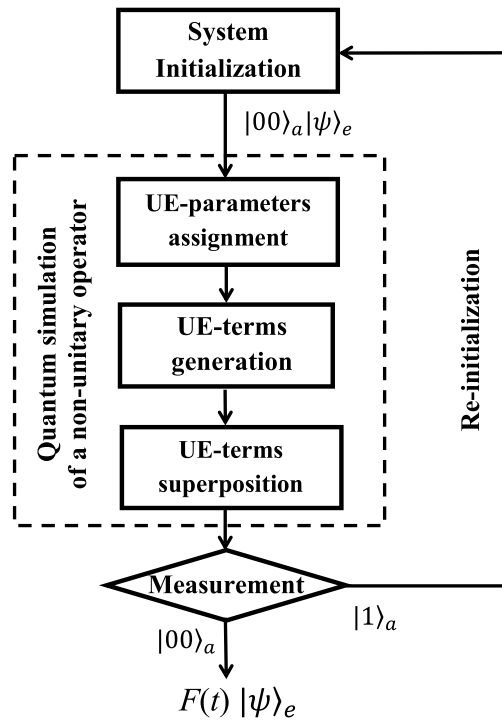 System
Initialization
|00⟩ₐ|ψ⟩ₑ
UE-parameters
assignment
UE-terms
generation
UE-terms
superposition
Quantum simulation
of a non-unitary operator
Re-initialization
Measurement
|1⟩ₐ
|00⟩ₐ
F(t) |ψ⟩ₑ